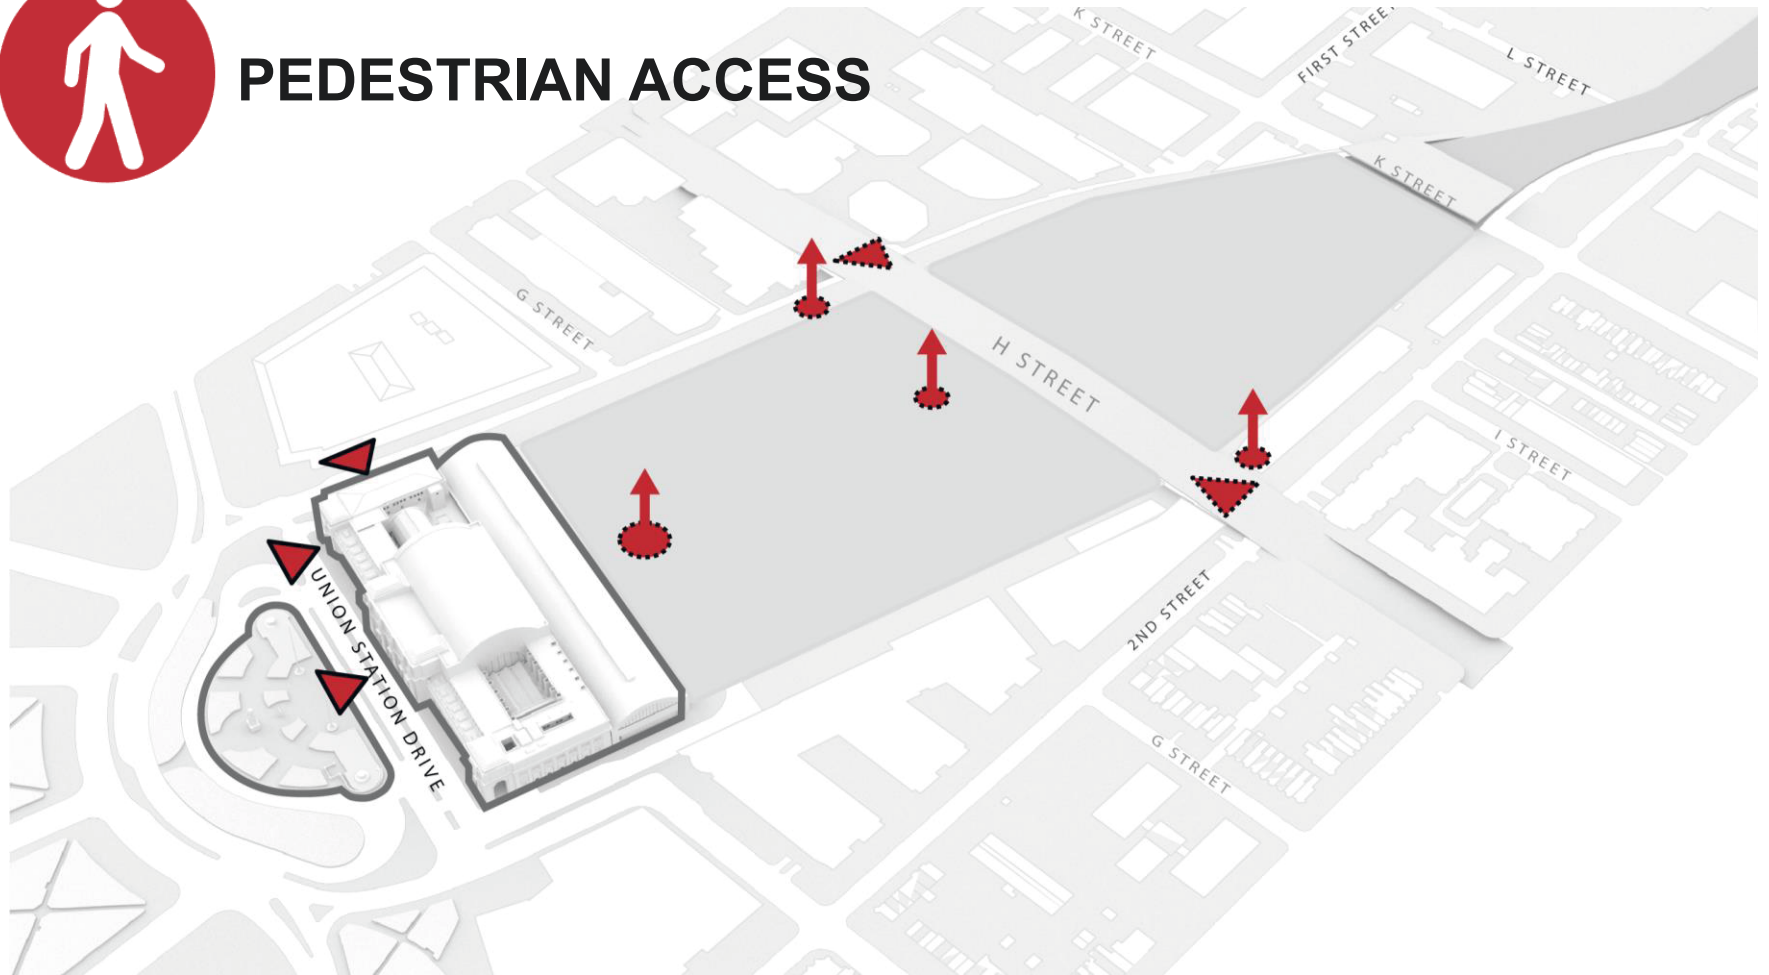 PEDESTRIAN ACCESS
K STREET
FIRST STREET
L STREET
K STREET
G STREET
H STREET
I STREET
UNION STATION DRIVE
2ND STREET
G STREET